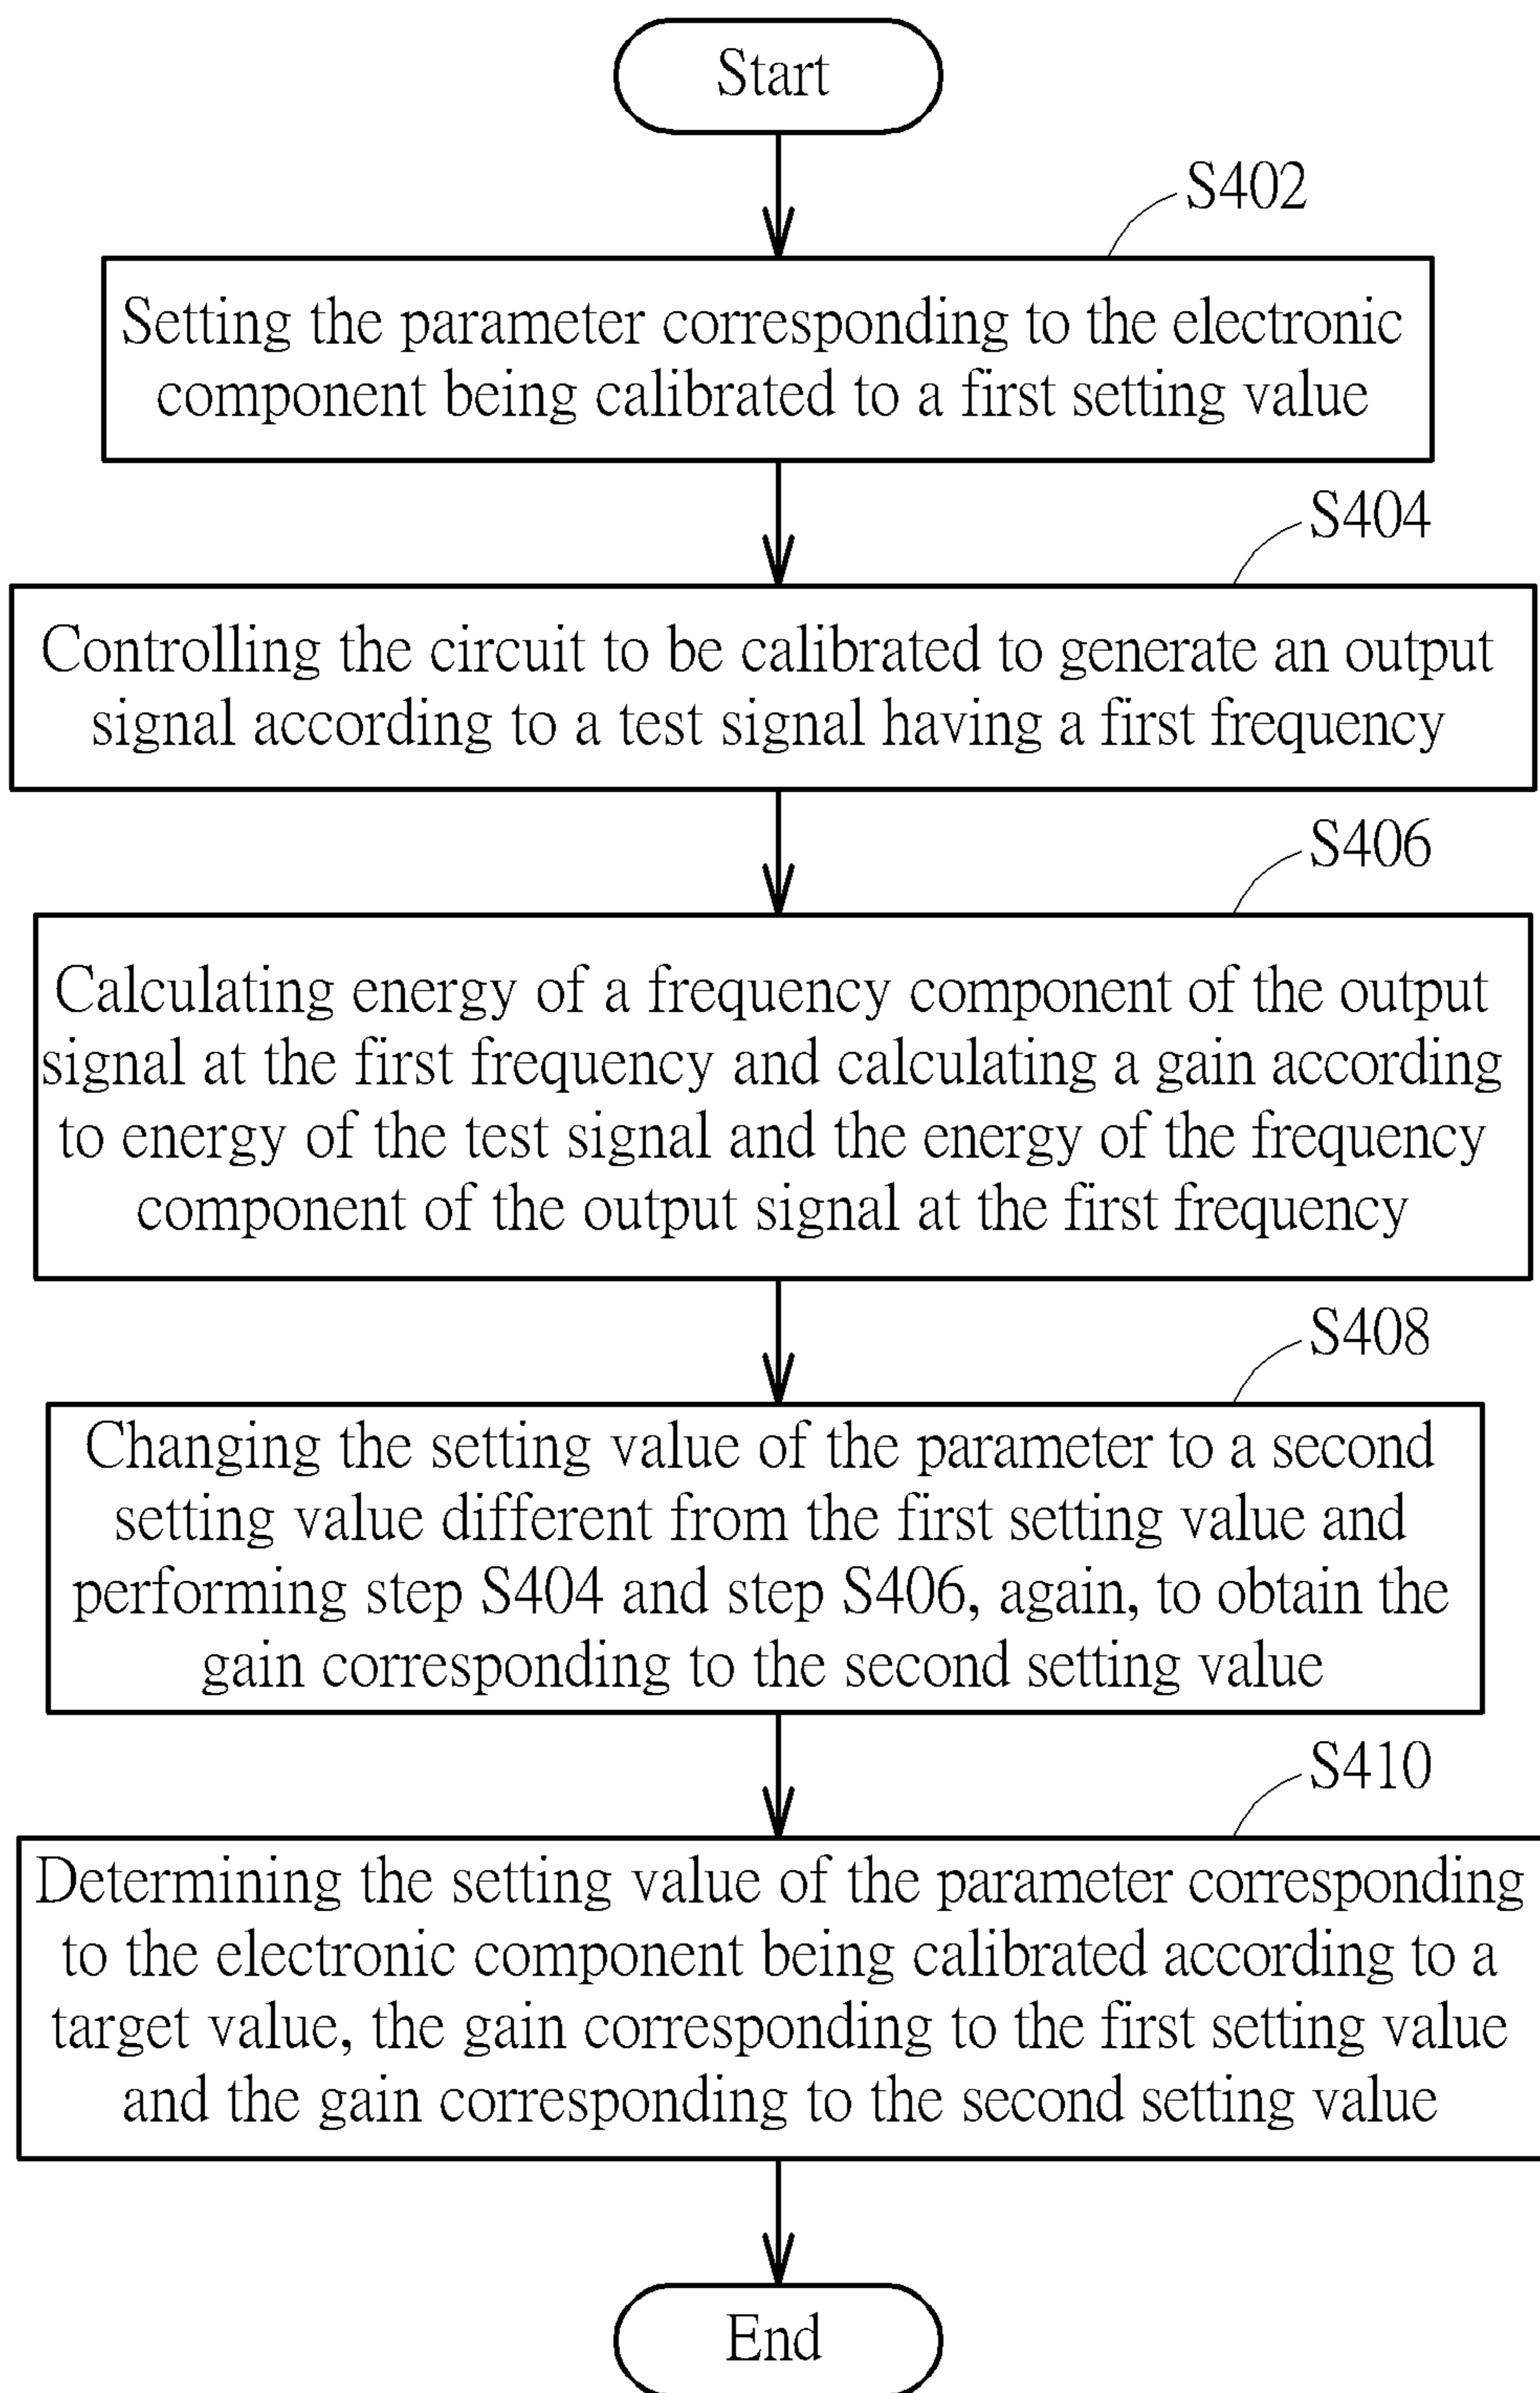 Start
S402
Setting the parameter corresponding to the electronic
component being calibrated to a first setting value
S404
Controlling the circuit to be calibrated to generate an output
signal according to a test signal having a first frequency
S406
Calculating energy of a frequency component of the output
signal at the first frequency and calculating a gain according
to energy of the test signal and the energy of the frequency
component of the output signal at the first frequency
S408
Changing the setting value of the parameter to a second
setting value different from the first setting value and
performing step S404 and step S406, again, to obtain the
gain corresponding to the second setting value
S410
Determining the setting value of the parameter corresponding
to the electronic component being calibrated according to a
target value, the gain corresponding to the first setting value
and the gain corresponding to the second setting value
End